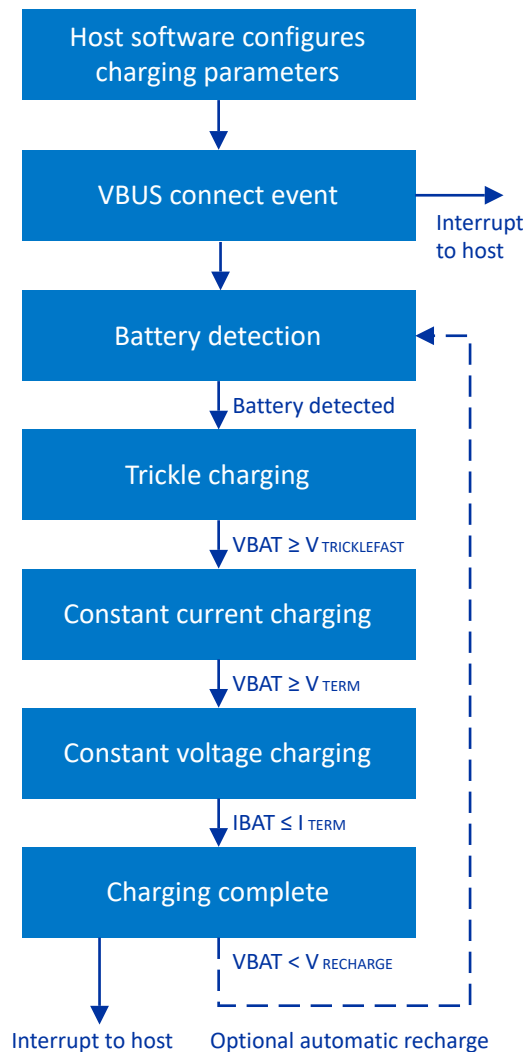 Host software configures
charging parameters
VBUS connect event
Interrupt
to host
Battery detection
Battery detected
Trickle charging
VBAT ≥ V TRICKLEFAST
Constant current charging
VBAT ≥ V TERM
Constant voltage charging
IBAT ≤ I TERM
Charging complete
VBAT < V RECHARGE
Interrupt to host
Optional automatic recharge